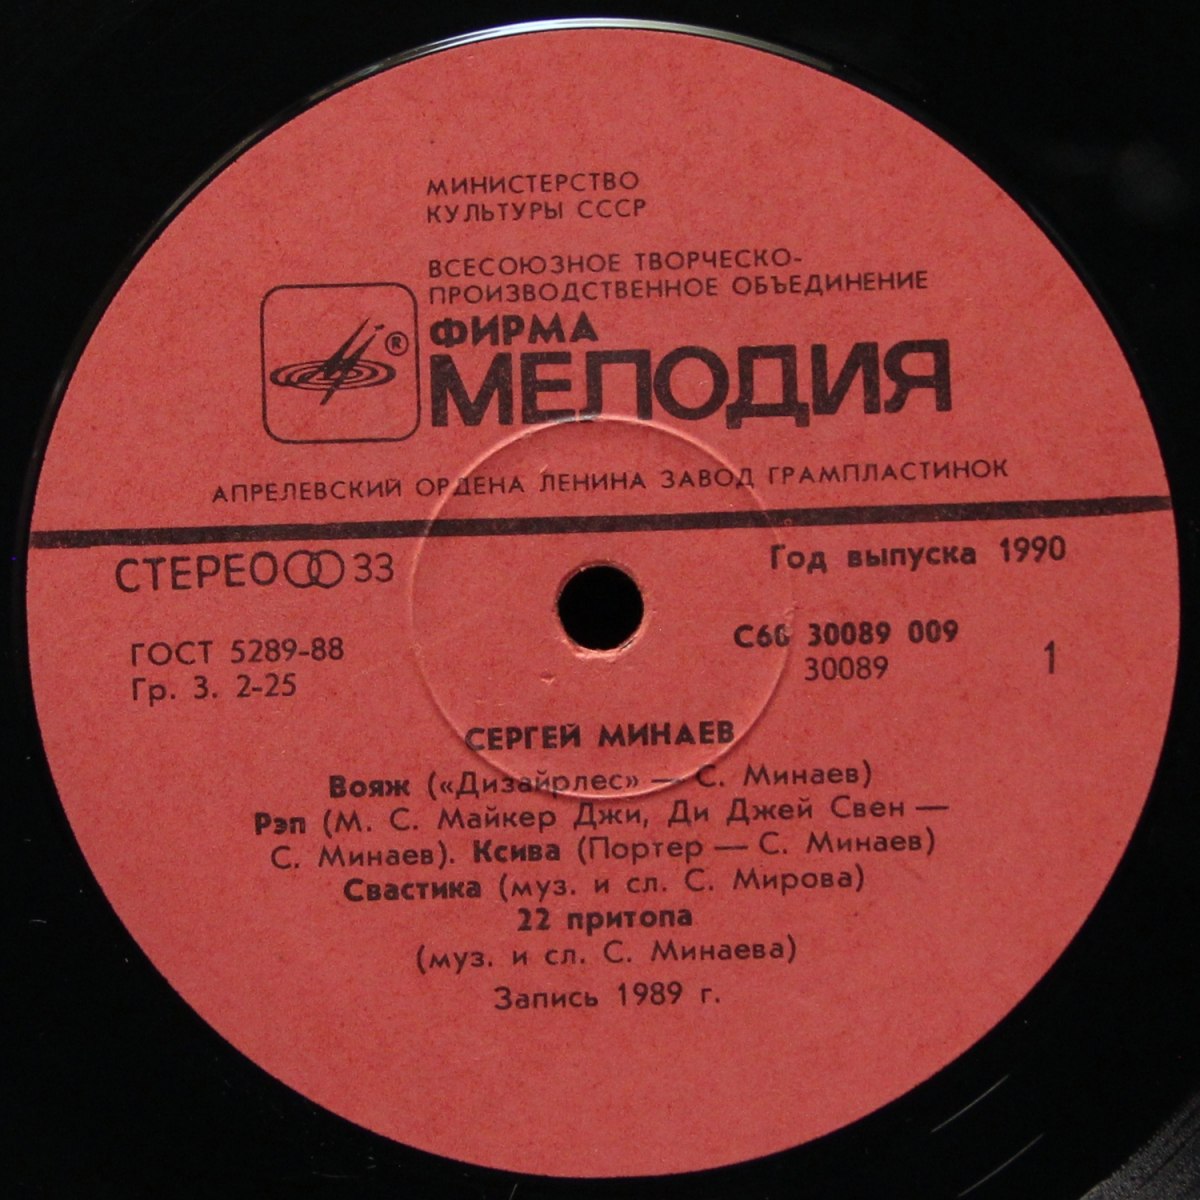 МИНИСТЕРСТВО
КУЛЬТУРЫ СССР
ВСЕСОЮЗНОЕ ТВОРЧЕСКО-
ПРОИЗВОДСТВЕННОЕ ОБЪЕДИНЕНИЕ
®
ФИРМА
МЕЛОДИЯ
АПРЕЛЕВСКИЙ ОРДЕНА ЛЕНИНА ЗАВОД ГРАМПЛАСТИНОК
СТЕРЕО 33
Год выпуска 1990
ГОСТ 5289-88
Гр. 3. 2-25
С60 30089 009
30089
1
СЕРГЕЙ МИНАЕВ
Вояж («Дизайрлес» — С. Минаев)
Рэп (М. С. Майкер Джи, Ди Джей Свен —
С. Минаев). Ксива (Портер — С. Минаев)
Свастика (муз. и сл. С. Мирова)
22 притопа
(муз. и сл. С. Минаева)
Запись 1989 г.